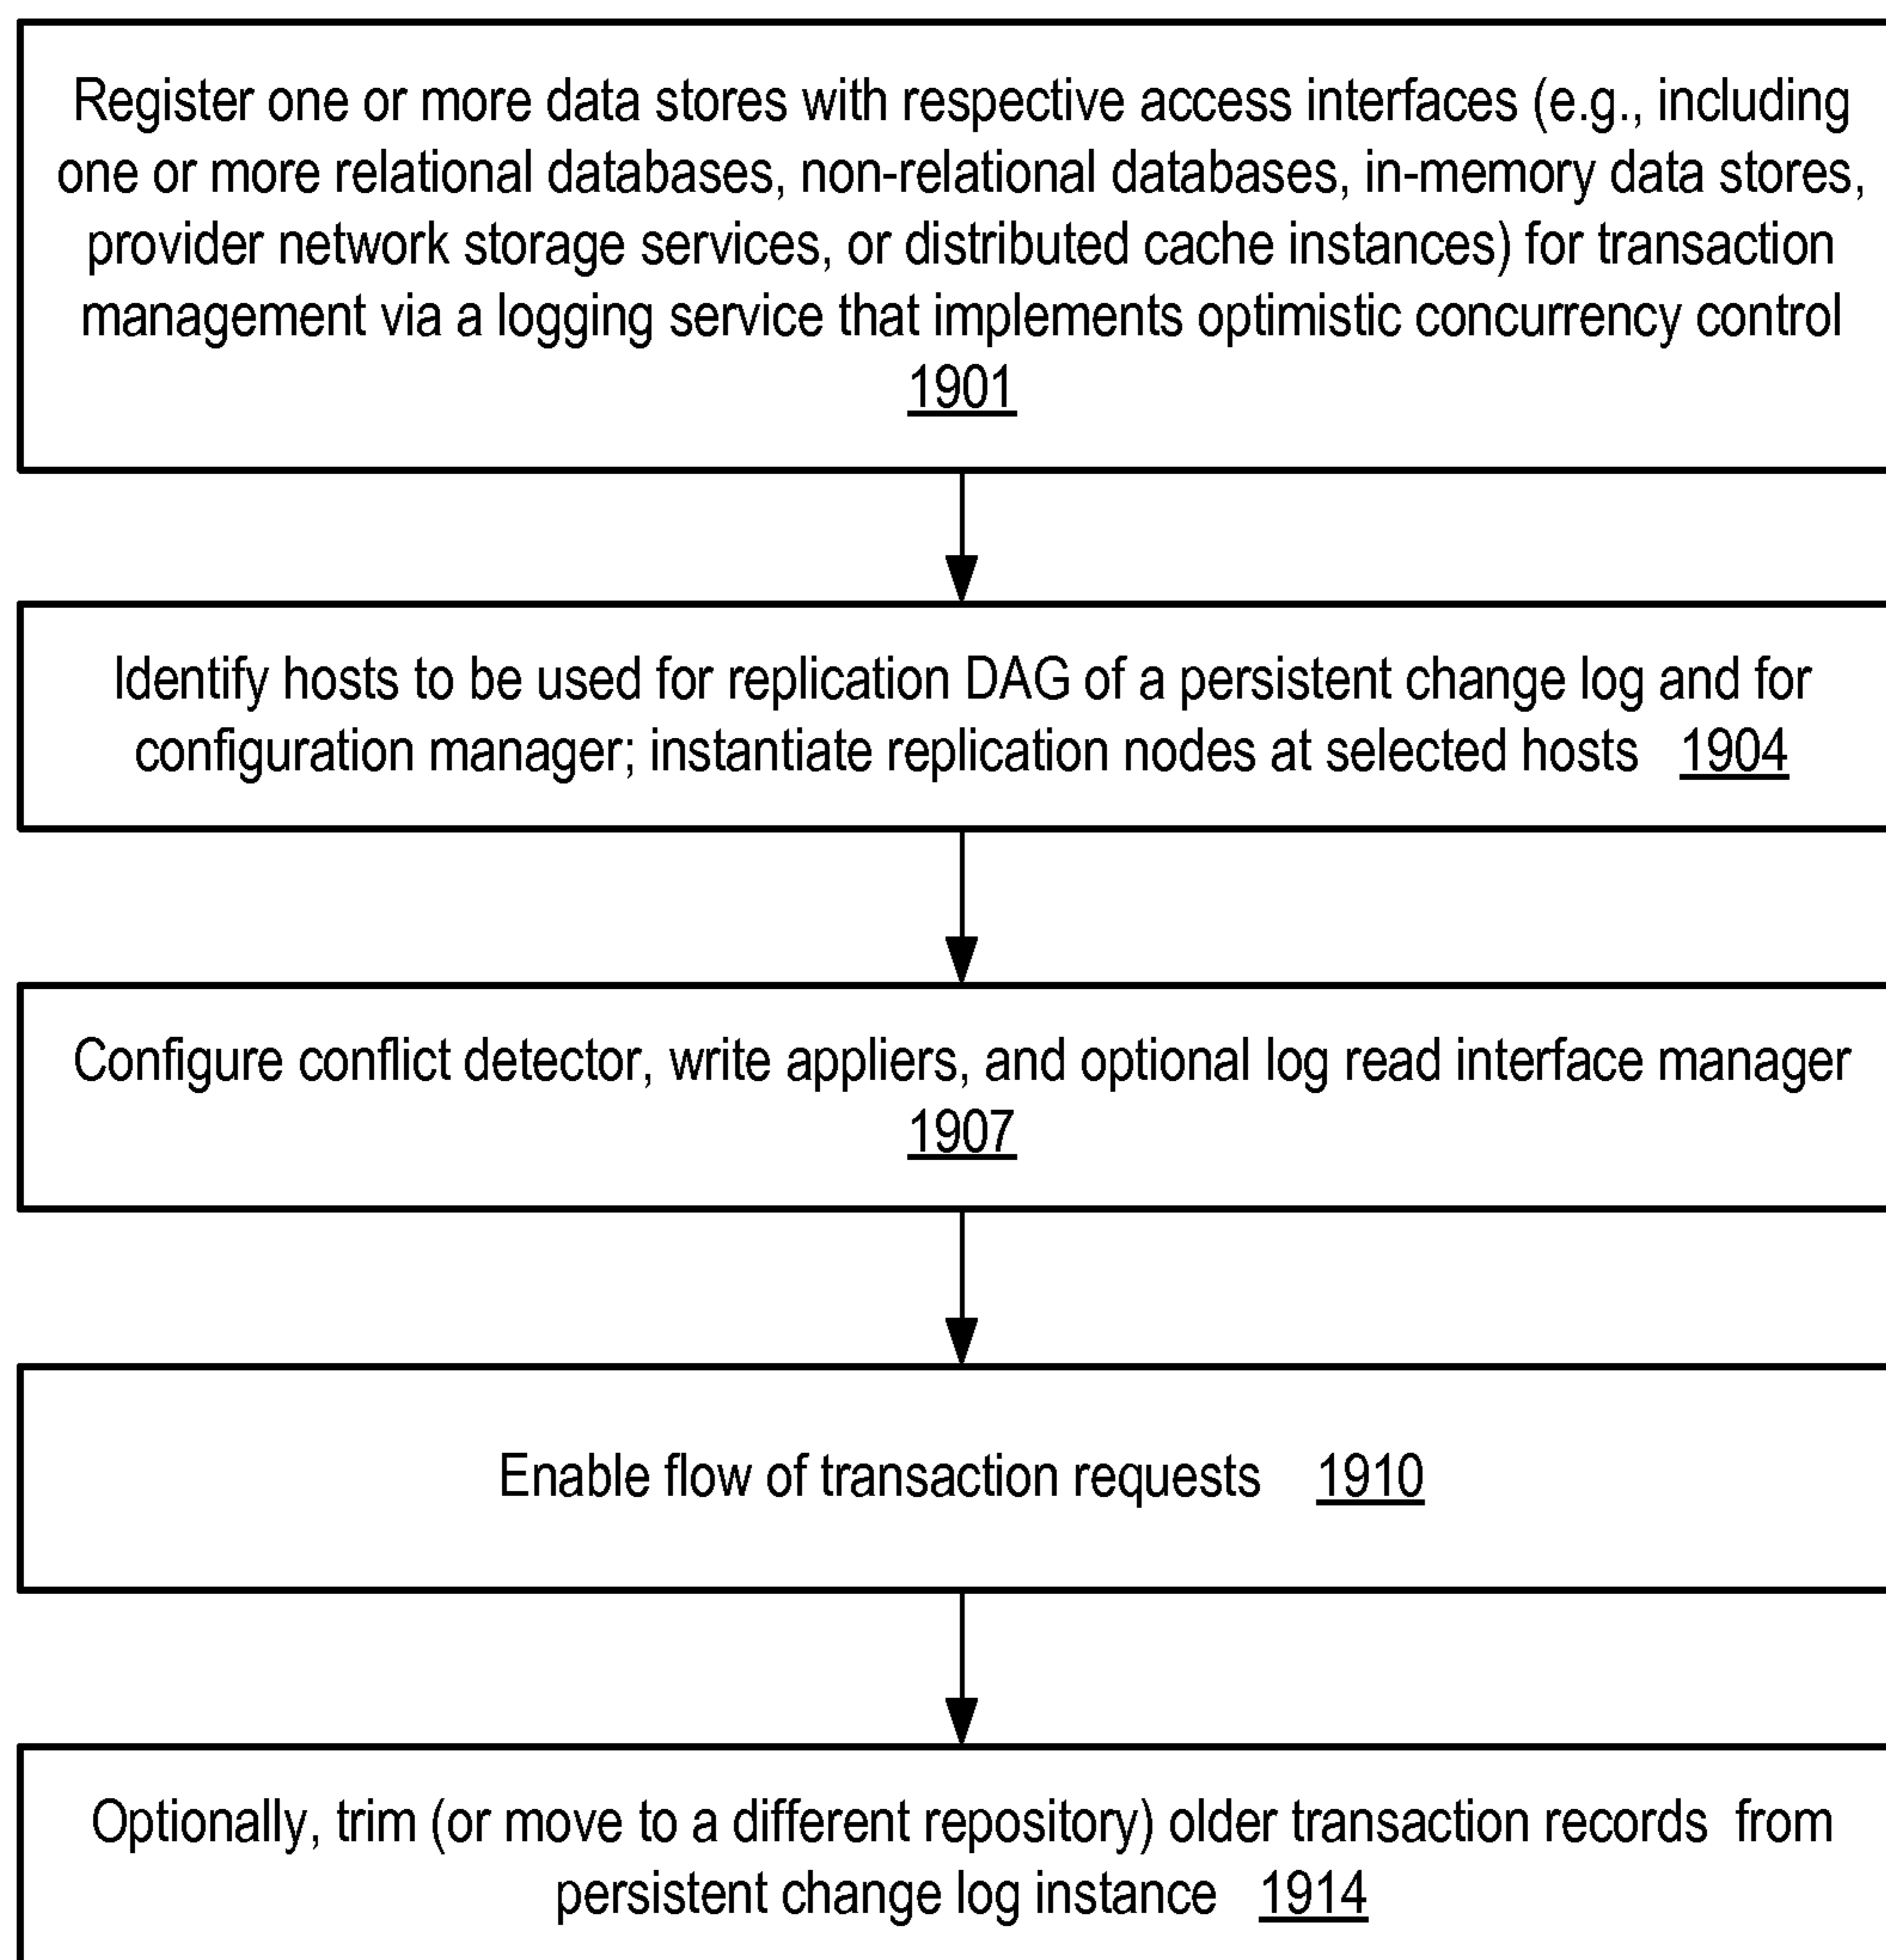 Register one or more data stores with respective access interfaces (e.g., including
one or more relational databases, non-relational databases, in-memory data stores,
provider network storage services, or distributed cache instances) for transaction
management via a logging service that implements optimistic concurrency control
1901
Identify hosts to be used for replication DAG of a persistent change log and for
configuration manager; instantiate replication nodes at selected hosts 1904
Configure conflict detector, write appliers, and optional log read interface manager
1907
Enable flow of transaction requests 1910
Optionally, trim (or move to a different repository) older transaction records from
persistent change log instance 1914